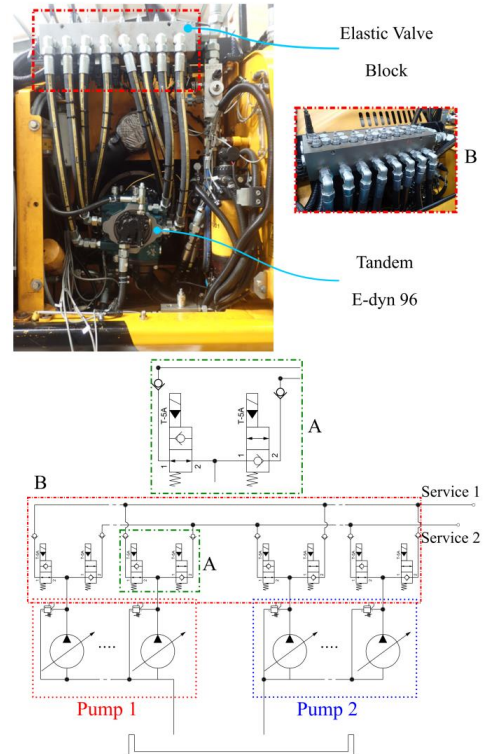 Elastic Valve
Block
B
Tandem
E-dyn 96
T-5A
T-5A
A
1
2
1
2
B
Service 1
Service 2
A
Pump 1
Pump 2